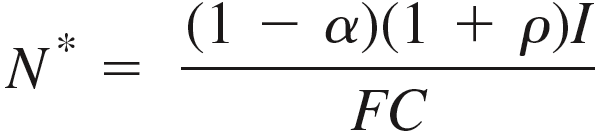 N* = (1 − α)(1 + ρ)I / FC